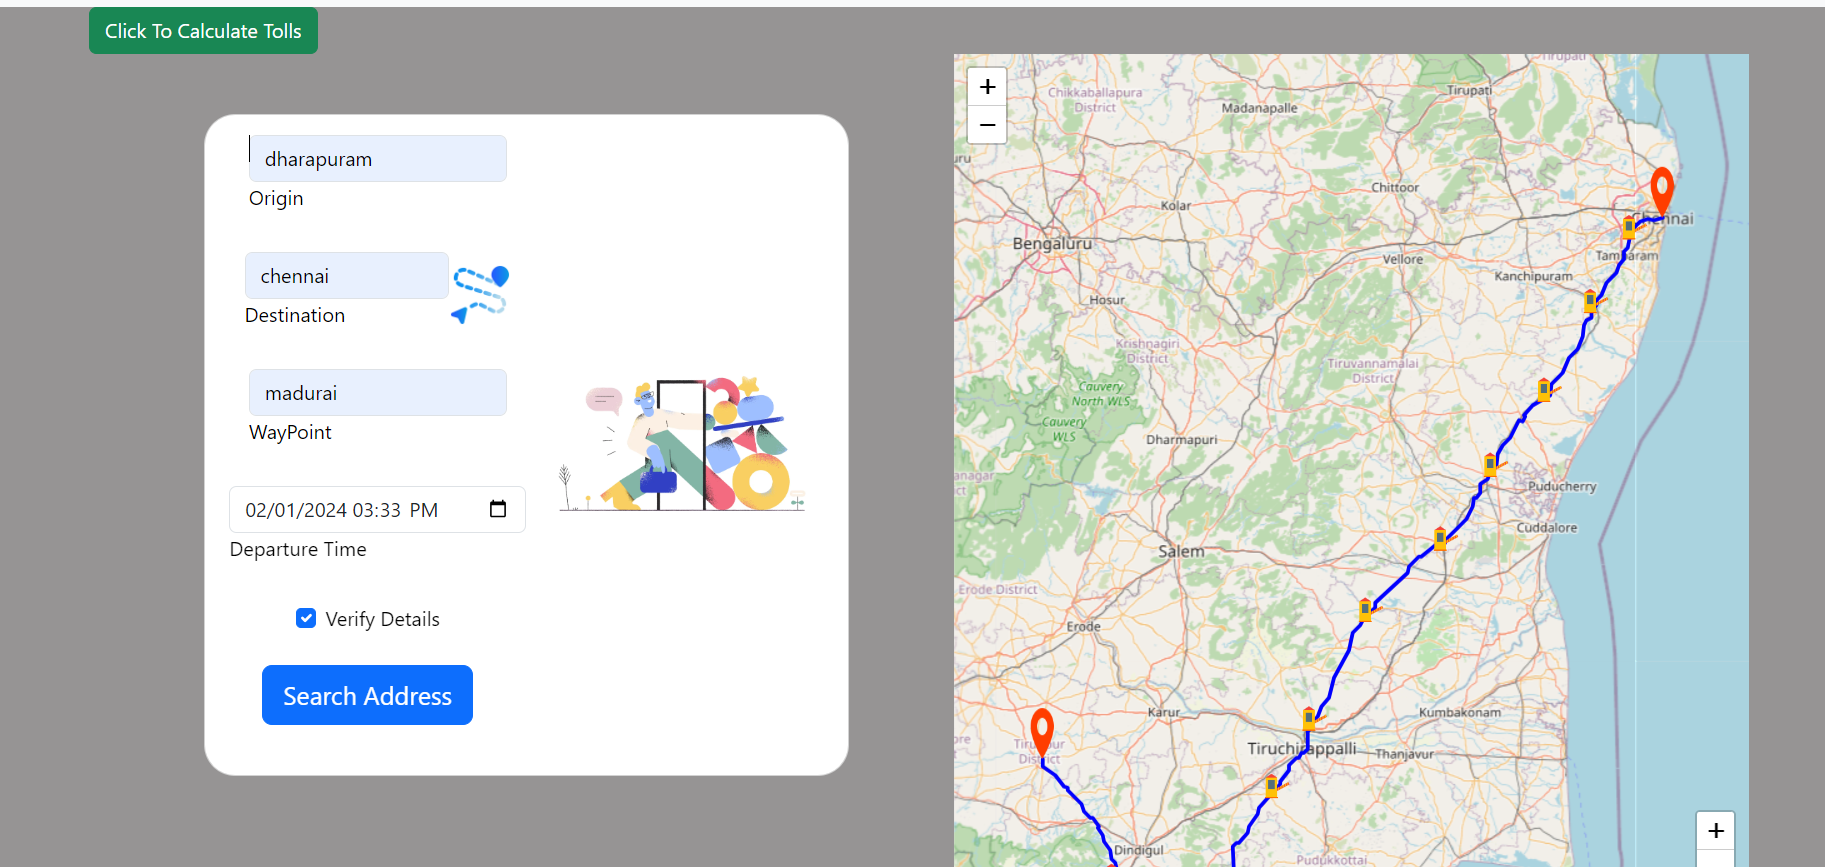 Click To Calculate Tolls
dharapuram
Origin
chennai
Destination
madurai
WayPoint
02/01/2024 03:33 PM
Departure Time
Verify Details
Search Address
+
−
Tirupati
Chikkaballapura
District
Madanapalle
Tirupati
Chittoor
Kolar
Chennai
Bengaluru
Tambaram
Vellore
Kanchipuram
Hosur
Krishnagiri
District
Tiruvannamalai
District
Cauvery
North WLS
Cauvery
WLS
Dharmapuri
Puducherry
Cuddalore
Salem
Erode District
Erode
Karur
Kumbakonam
District
Tiruchirappalli
Thanjavur
Dindigul
Pudukkottai
+